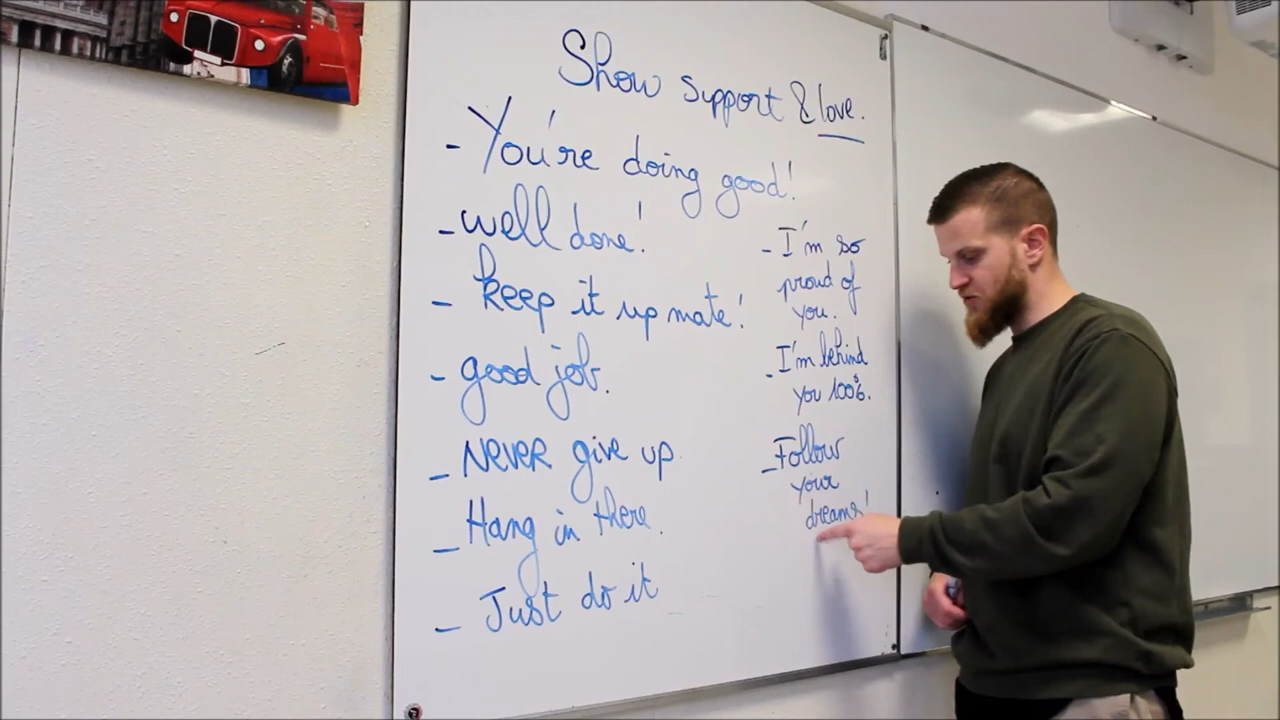 Show support & love.
- You're doing good!
- well done!
- keep it up mate!
- good job.
- NEVER give up
- Hang in there.
- Just do it
- I'm so
proud of
you.
- I'm behind
you 100%.
- Follow
your
dreams!